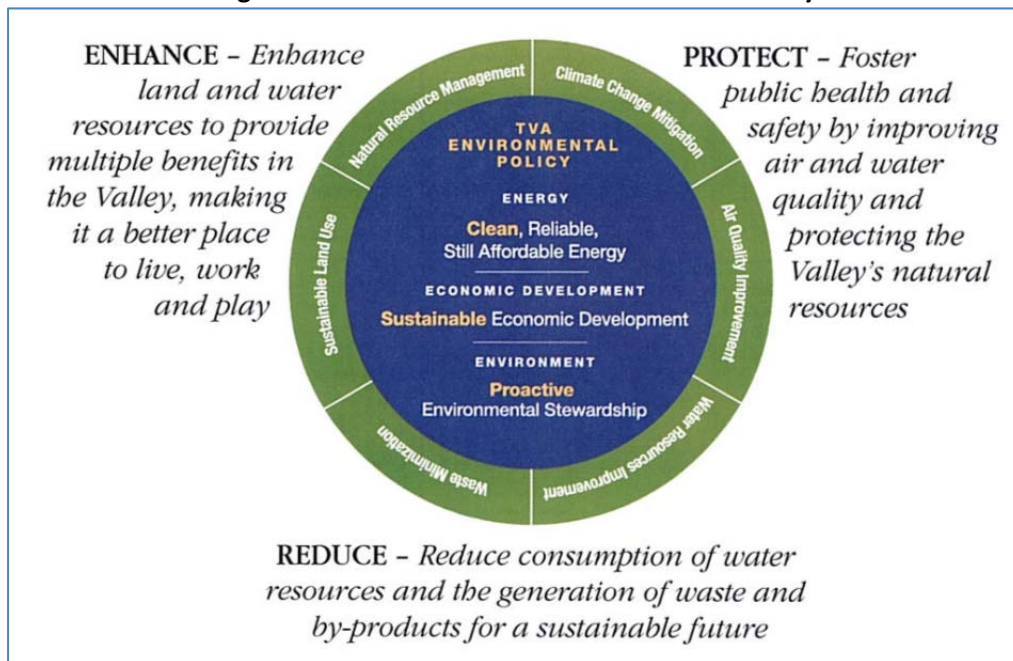 ENHANCE – Enhance
land and water
resources to provide
multiple benefits in
the Valley, making
it a better place
to live, work
and play
PROTECT – Foster
public health and
safety by improving
air and water
quality and
protecting the
Valley's natural
resources
Natural Resource Management
Climate Change Mitigation
Air Quality Improvement
Water Resources Improvement
Waste Minimization
Sustainable Land Use
TVA
ENVIRONMENTAL
POLICY
ENERGY
Clean, Reliable,
Still Affordable Energy
ECONOMIC DEVELOPMENT
Sustainable Economic Development
ENVIRONMENT
Proactive
Environmental Stewardship
REDUCE – Reduce consumption of water
resources and the generation of waste and
by-products for a sustainable future